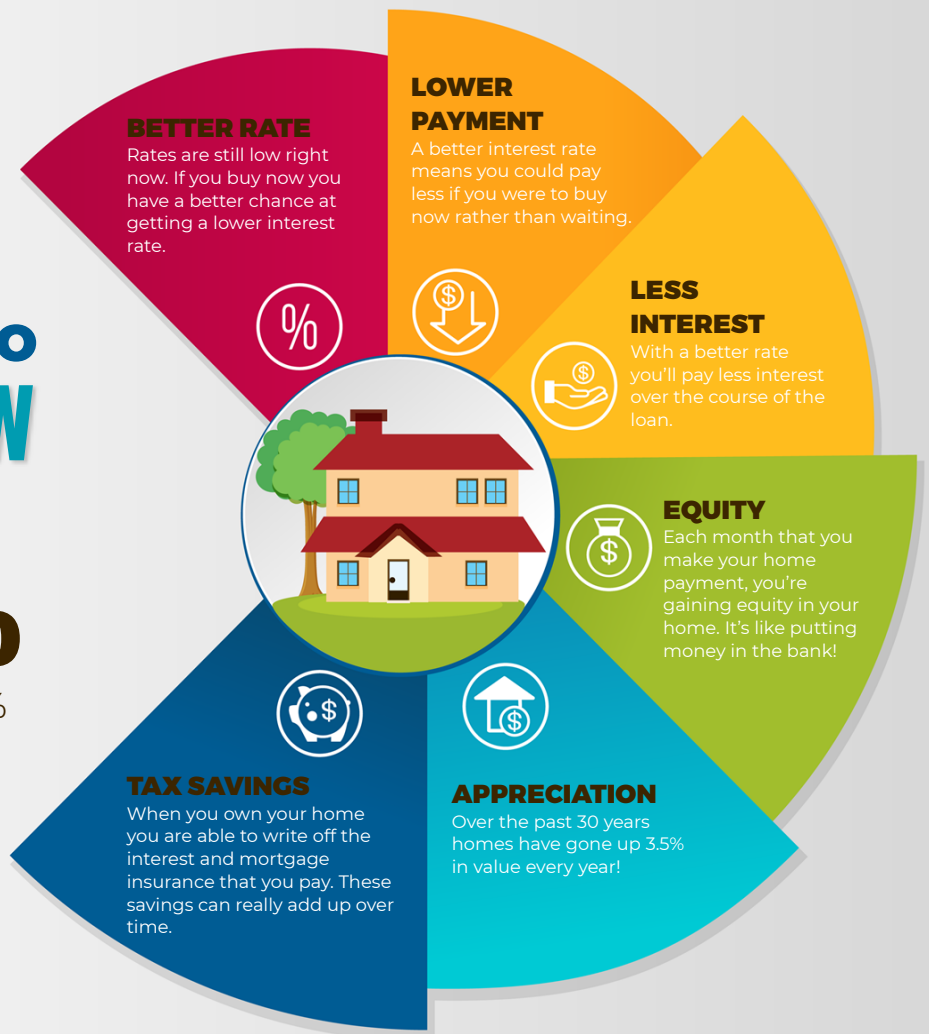 BETTER RATE
Rates are still low right
now. If you buy now you
have a better chance at
getting a lower interest
rate.
%
LOWER
PAYMENT
A better interest rate
means you could pay
less if you were to buy
now rather than waiting.
$
LESS
INTEREST
With a better rate
you'll pay less interest
over the course of the
loan.
$
EQUITY
Each month that you
make your home
payment, you're
gaining equity in your
home. It's like putting
money in the bank!
$
APPRECIATION
Over the past 30 years
homes have gone up 3.5%
in value every year!
$
TAX SAVINGS
When you own your home
you are able to write off the
interest and mortgage
insurance that you pay. These
savings can really add up over
time.
$